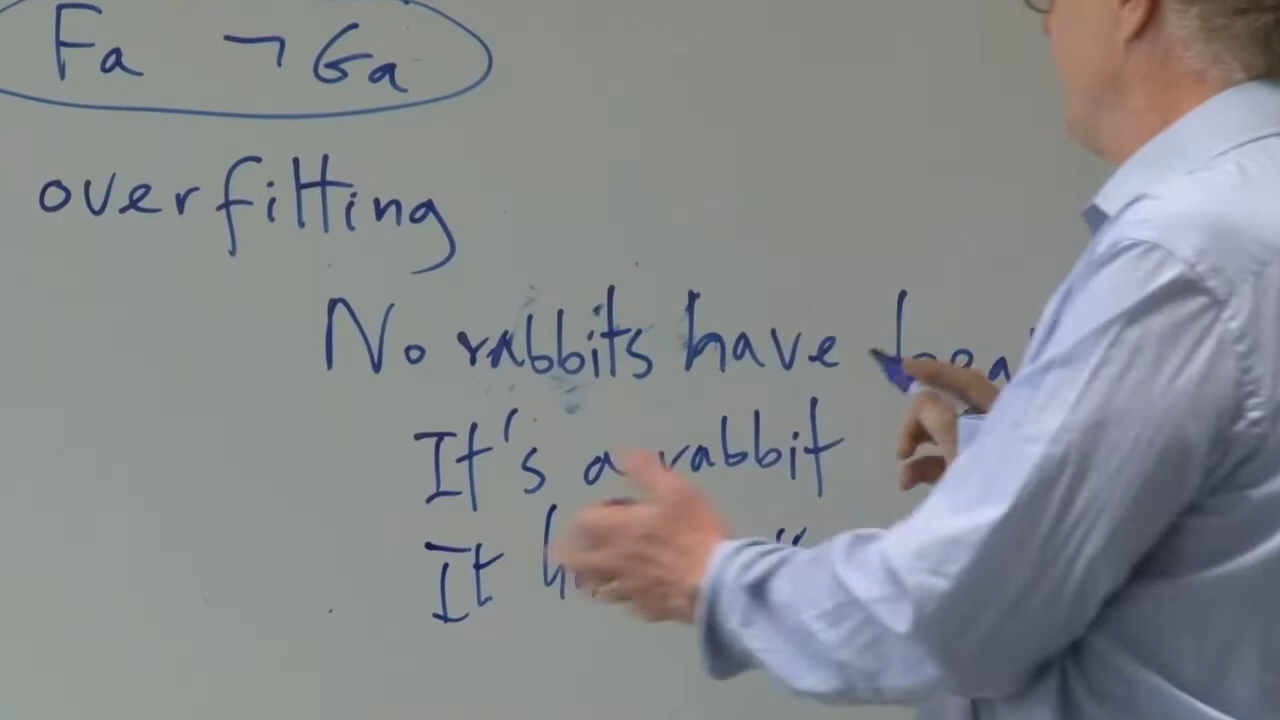 Fa ¬Ga
overfitting
No rabbits have
It's a rabbit
It